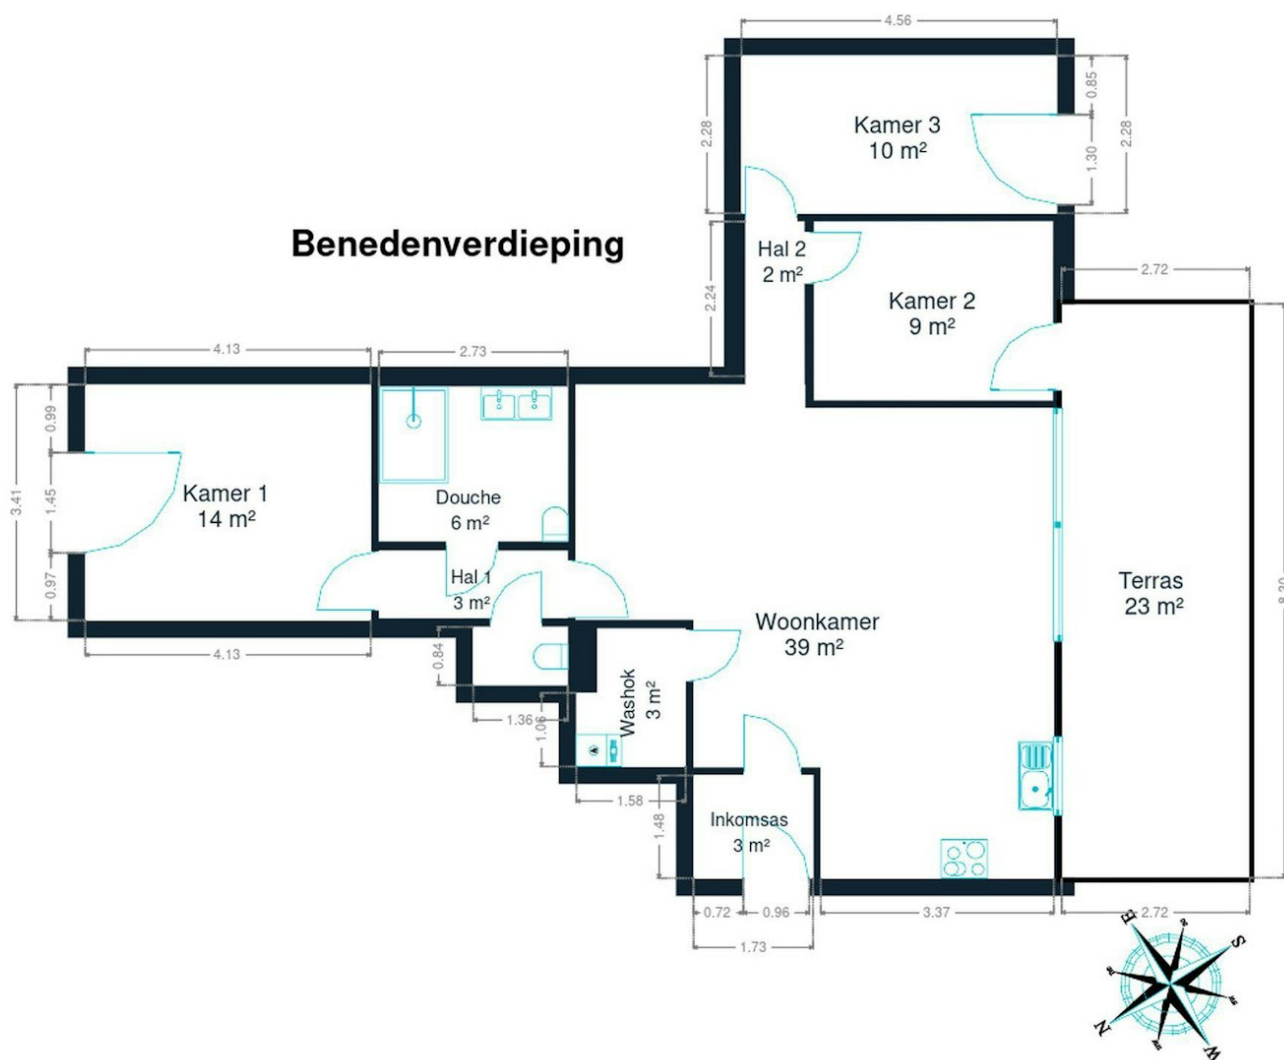 4.56
0.85
2.28
Kamer 3
10 m²
1.30
2.28
Benedenverdieping
Hal 2
2 m²
2.24
2.72
Kamer 2
9 m²
4.13
2.73
0.99
3.41
1.45
Kamer 1
14 m²
Douche
6 m²
0.97
Hal 1
3 m²
Terras
23 m²
8.20
Woonkamer
39 m²
4.13
0.84
1.36
1.06
Washok
3 m²
1.58
1.48
Inkomsas
3 m²
0.72
0.96
3.37
2.72
1.73
E
S
N
W